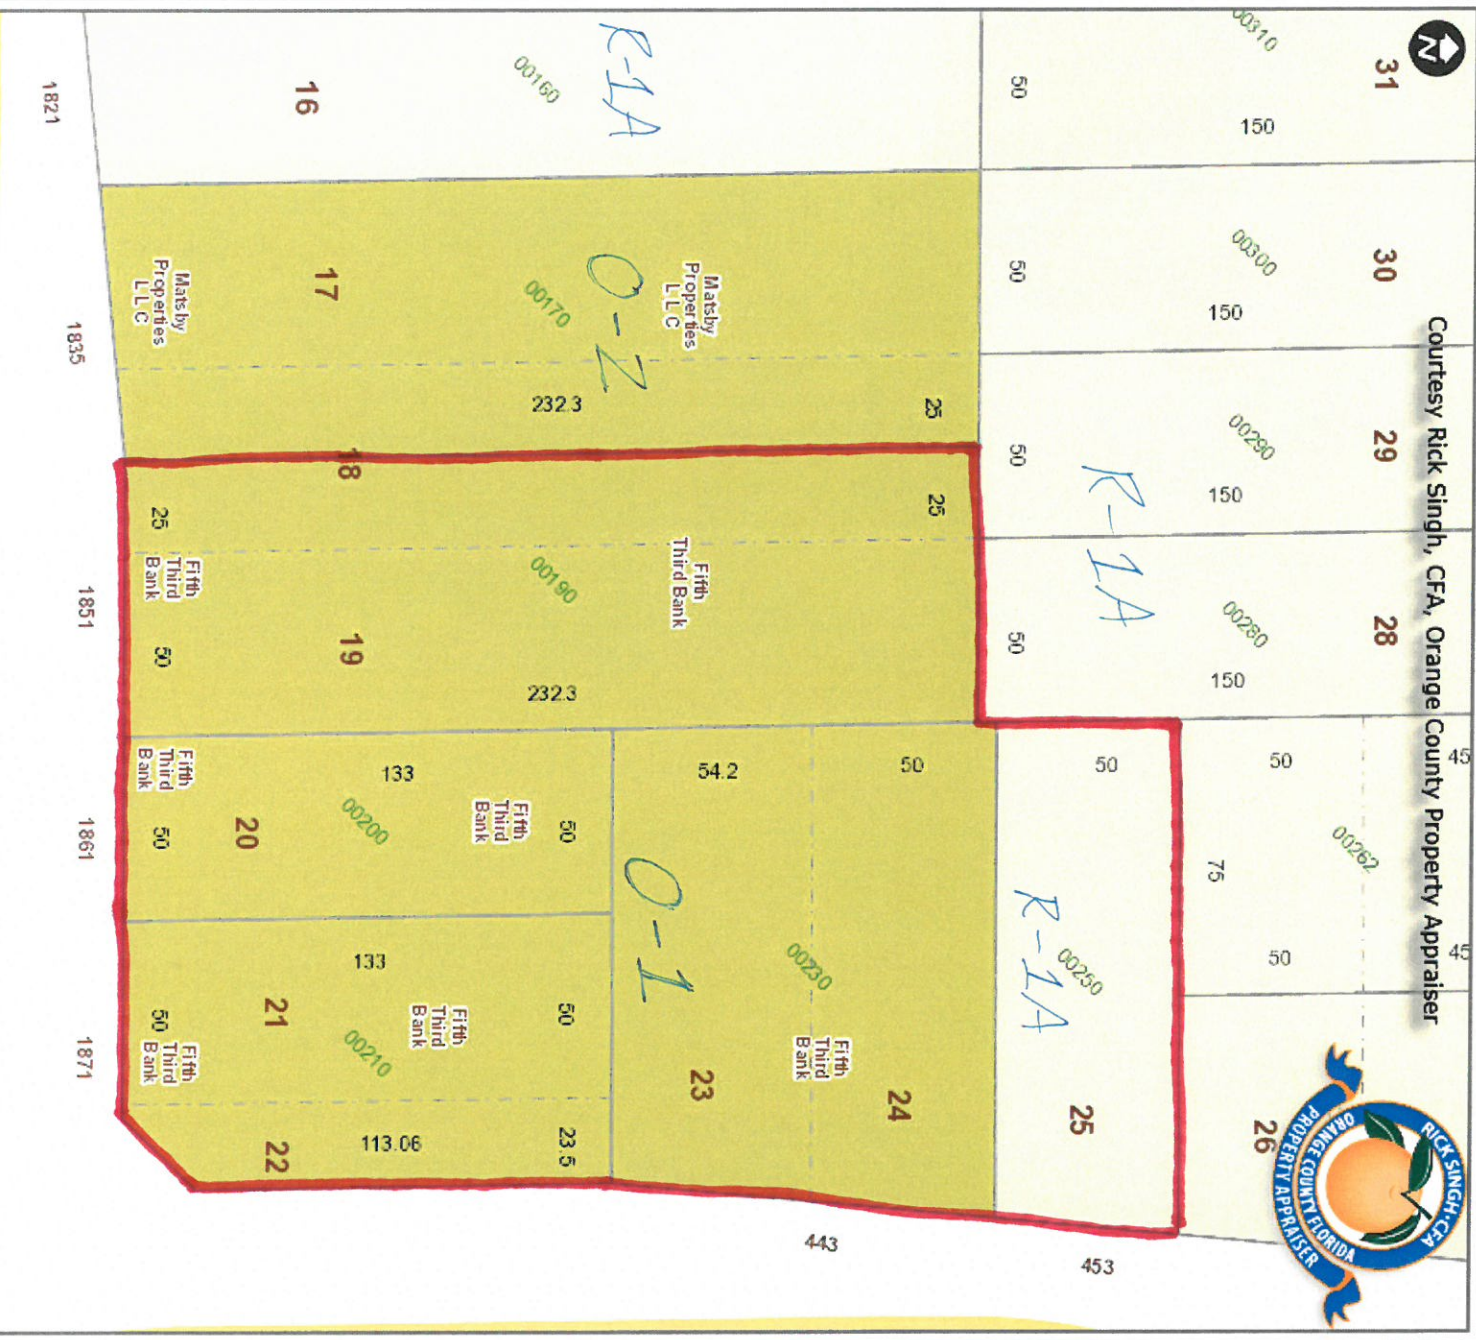 N
Courtesy Rick Singh, CFA, Orange County Property Appraiser
RICK SINGH, CFA
ORANGE COUNTY FLORIDA
PROPERTY APPRAISER
31
00310
150
50
30
00300
150
50
29
00290
150
50
28
00280
150
50
R-1A
45
45
50
00262
75
50
26
R-1A
00160
16
1821
Matsby
Properties
L L C
O-2
00170
17
Matsby
Properties
L L C
1835
25
232.3
18
25
25
Fifth
Third Bank
00190
19
232.3
Fifth
Third
Bank
50
1851
50
00250
R-1A
25
453
54.2
50
O-1
00230
Fifth
Third
Bank
23
24
443
133
00200
20
Fifth
Third
Bank
50
Fifth
Third
Bank
50
1861
133
21
00210
Fifth
Third
Bank
50
50
Fifth
Third
Bank
1871
22
113.06
23.5